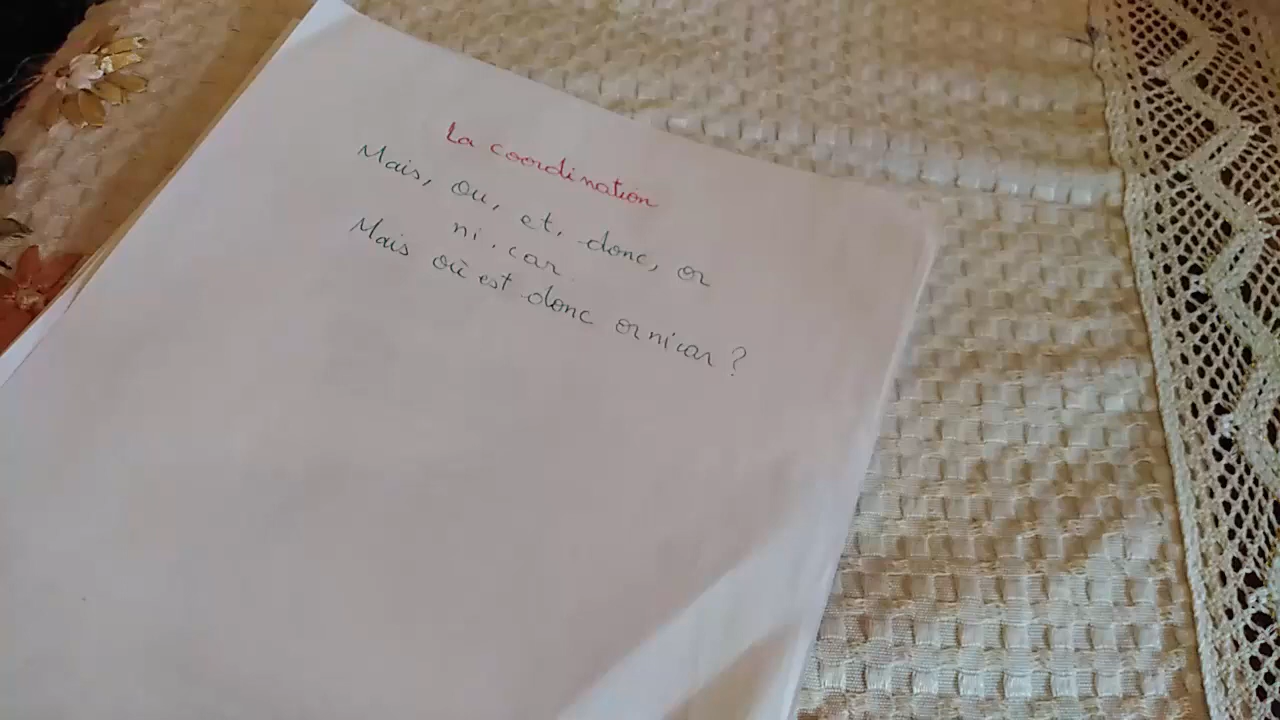 La coordination
Mais, ou, et, donc, or
ni, car
Mais où est donc ornicar ?